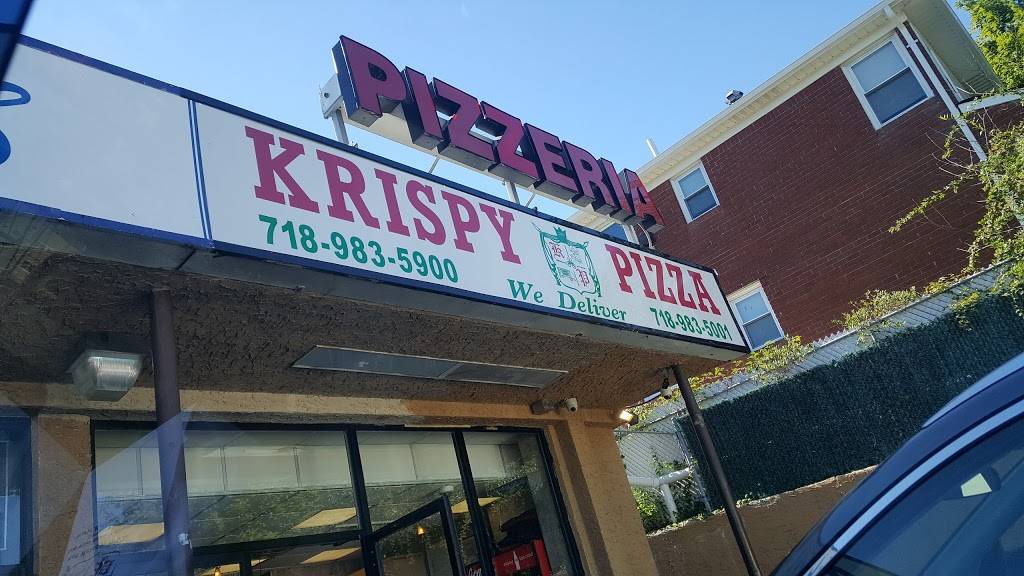 PIZZERIA
KRISPY PIZZA
718-983-5900
We Deliver
718-983-5001
K
P